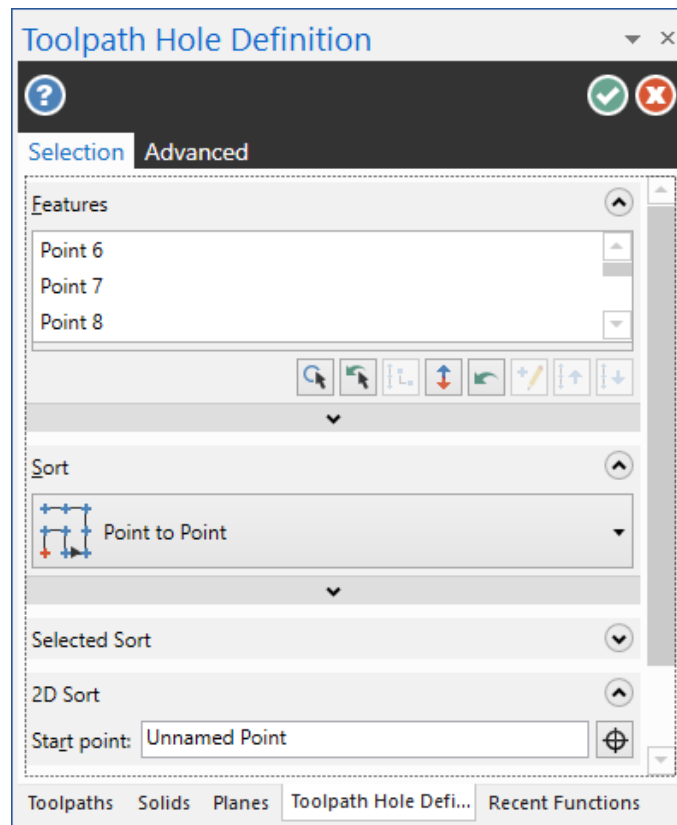 Toolpath Hole Definition
Selection Advanced
Features
Point 6
Point 7
Point 8
Sort
Point to Point
Selected Sort
2D Sort
Start point: Unnamed Point
Toolpaths Solids Planes Toolpath Hole Defi... Recent Functions